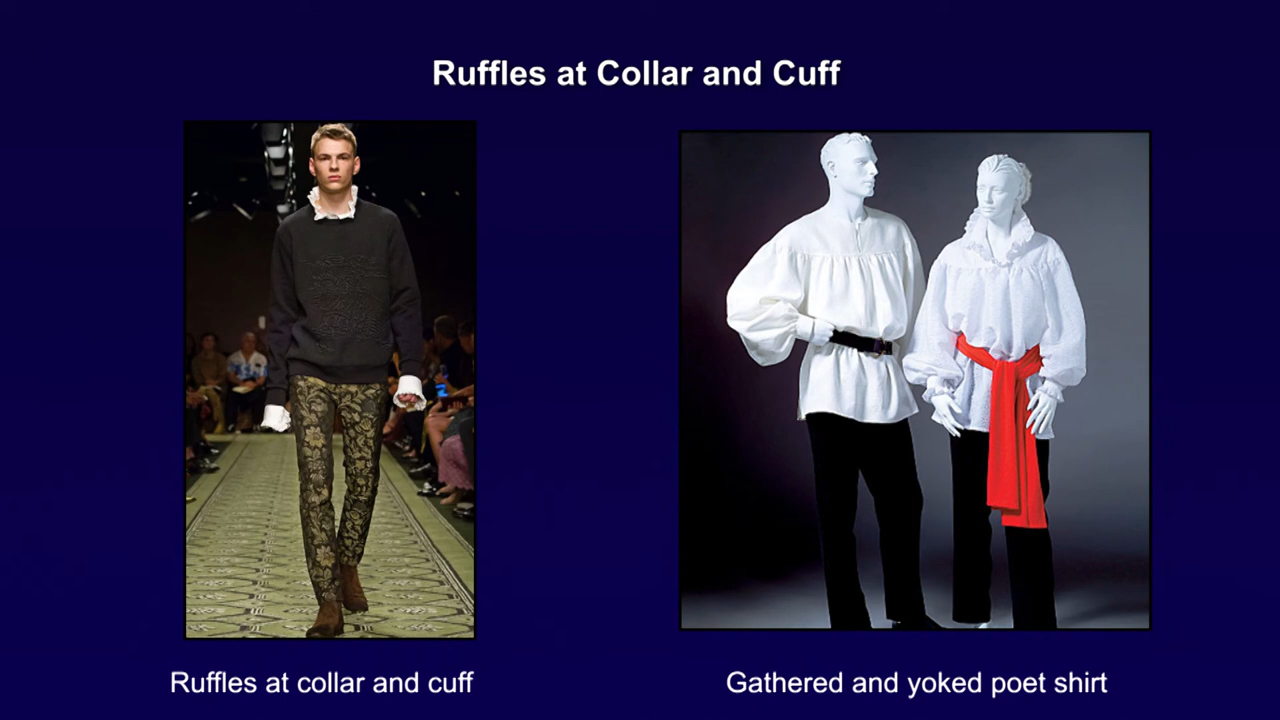 Ruffles at Collar and Cuff
Ruffles at collar and cuff
Gathered and yoked poet shirt